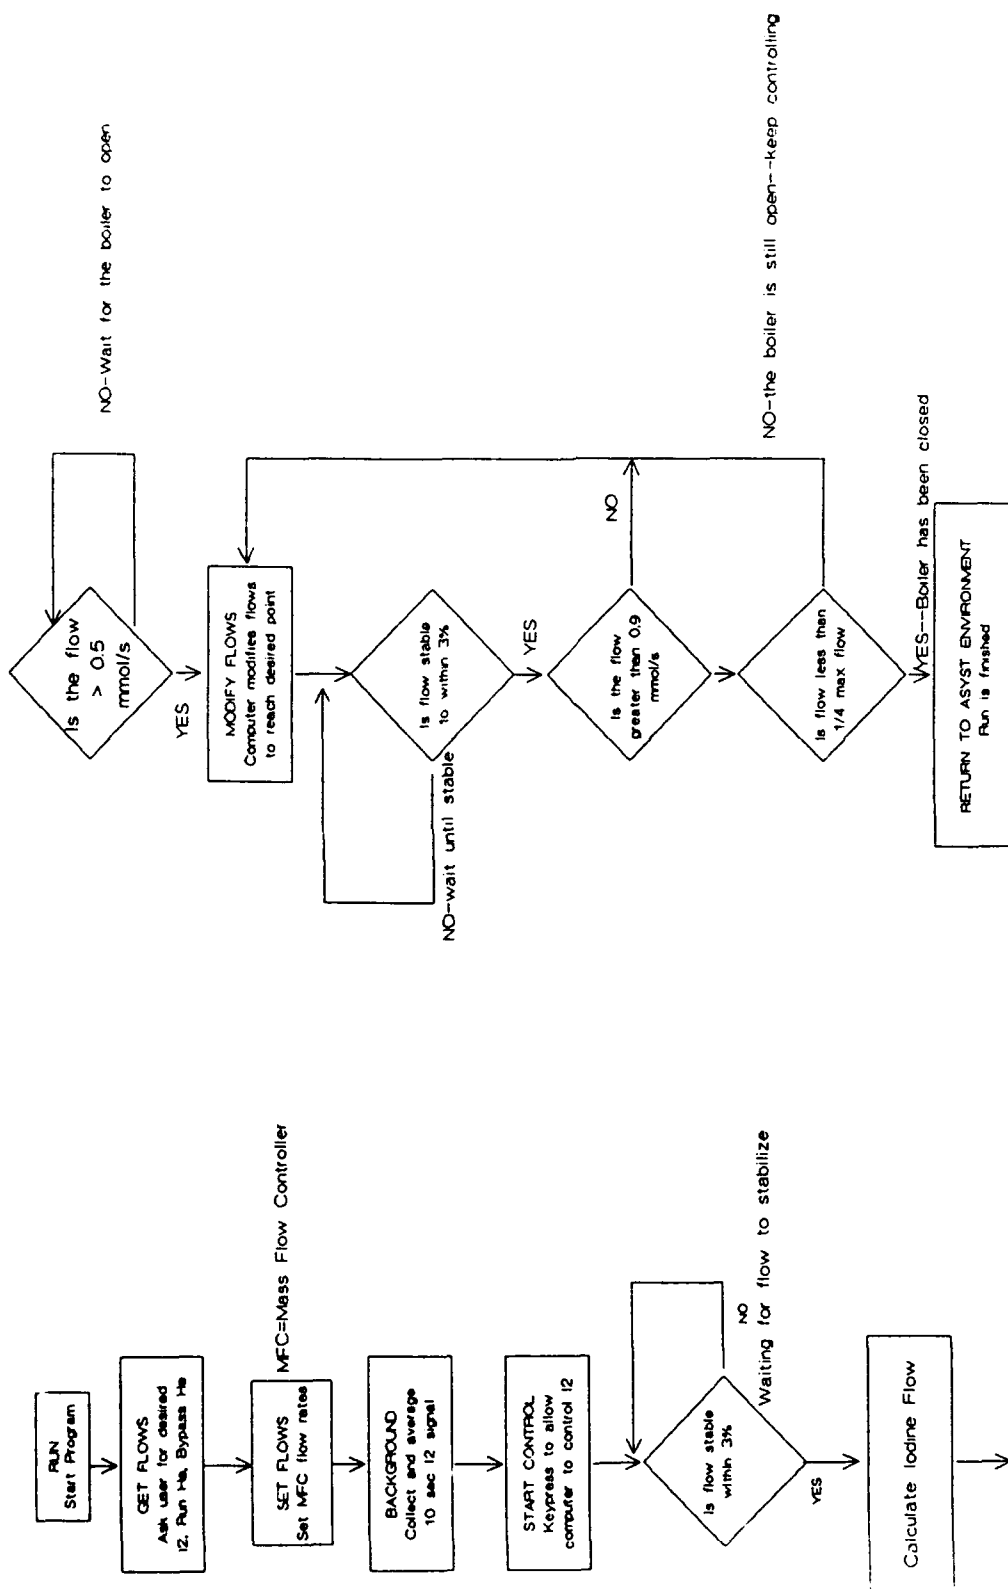 RUN
Start Program
GET FLOWS
Ask user for desired
I2, Run He, Bypass He
SET FLOWS
Set MFC flow rates
MFC=Mass Flow Controller
BACKGROUND
Collect and average
10 sec I2 signal
START CONTROL
Keypress to allow
computer to control I2
Is flow stable
within 3%
NO
Waiting for flow to stabilize
YES
Calculate Iodine Flow
Is the flow
> 0.5
mmol/s
NO-Wait for the boiler to open
YES
MODIFY FLOWS
Computer modifies flows
to reach desired point
Is flow stable
to within 3%
NO-wait until stable
YES
Is the flow
greater than 0.9
mmol/s
NO
Is flow less than
1/4 max flow
NO-the boiler is still open--keep controlling
YES---Boiler has been closed
RETURN TO ASYST ENVIRONMENT
Run is finished